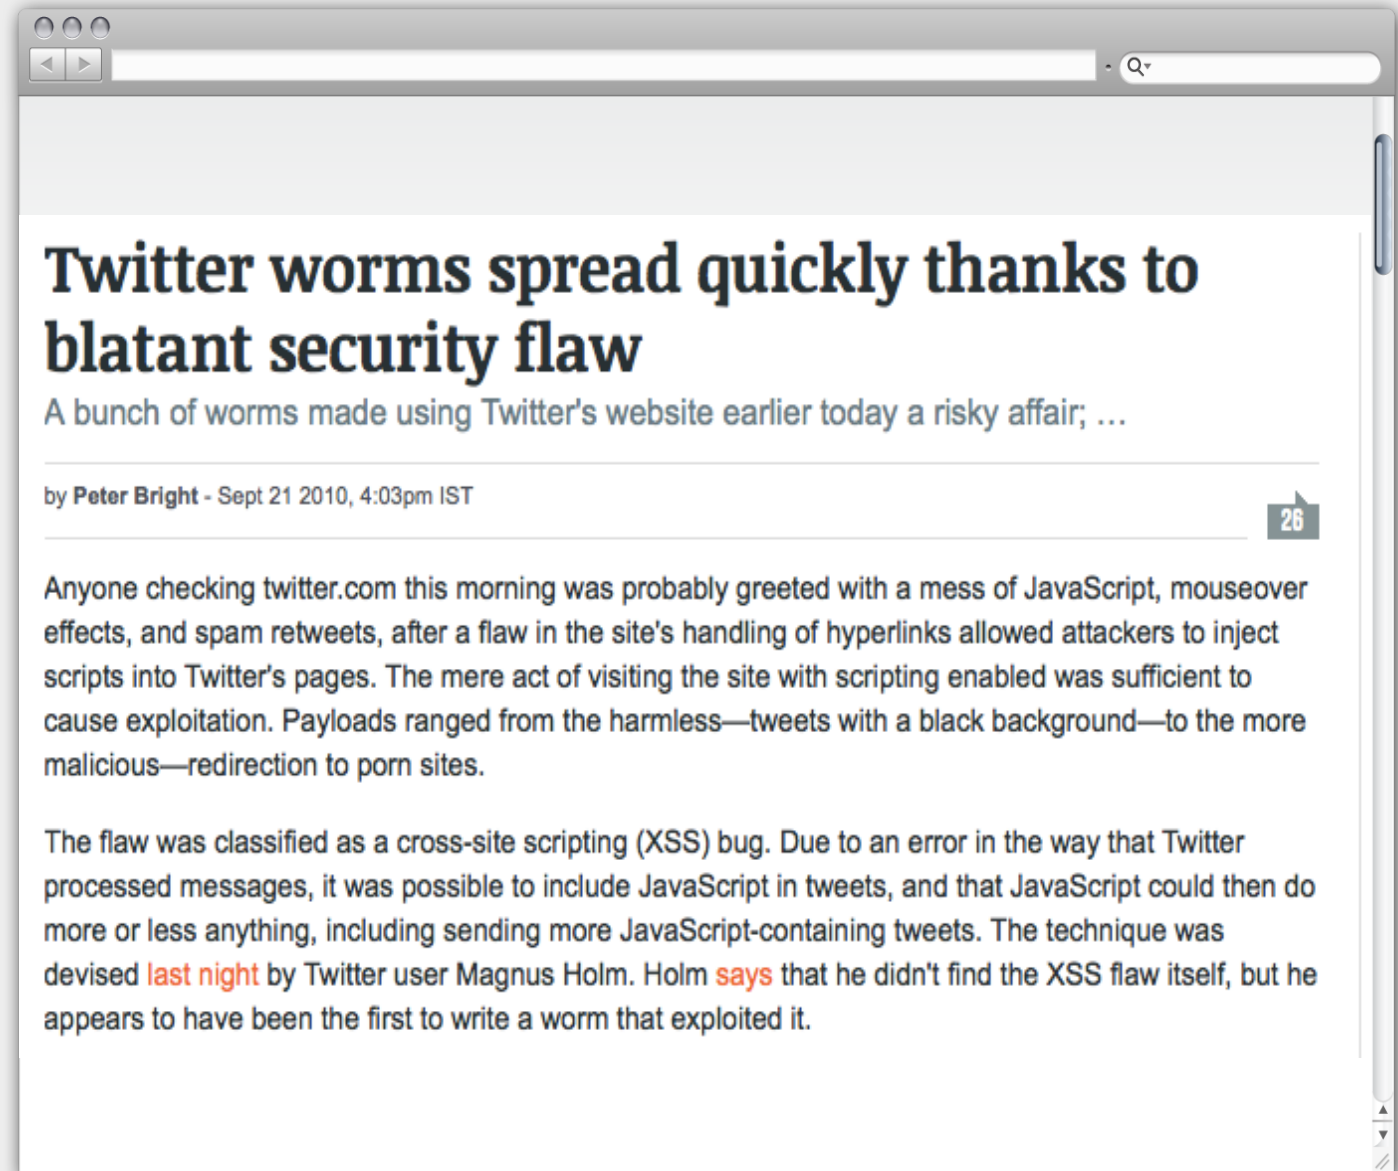 Twitter worms spread quickly thanks to
blatant security flaw
A bunch of worms made using Twitter's website earlier today a risky affair; …
by Peter Bright - Sept 21 2010, 4:03pm IST
26
Anyone checking twitter.com this morning was probably greeted with a mess of JavaScript, mouseover
effects, and spam retweets, after a flaw in the site's handling of hyperlinks allowed attackers to inject
scripts into Twitter's pages. The mere act of visiting the site with scripting enabled was sufficient to
cause exploitation. Payloads ranged from the harmless—tweets with a black background—to the more
malicious—redirection to porn sites.
The flaw was classified as a cross-site scripting (XSS) bug. Due to an error in the way that Twitter
processed messages, it was possible to include JavaScript in tweets, and that JavaScript could then do
more or less anything, including sending more JavaScript-containing tweets. The technique was
devised last night by Twitter user Magnus Holm. Holm says that he didn't find the XSS flaw itself, but he
appears to have been the first to write a worm that exploited it.